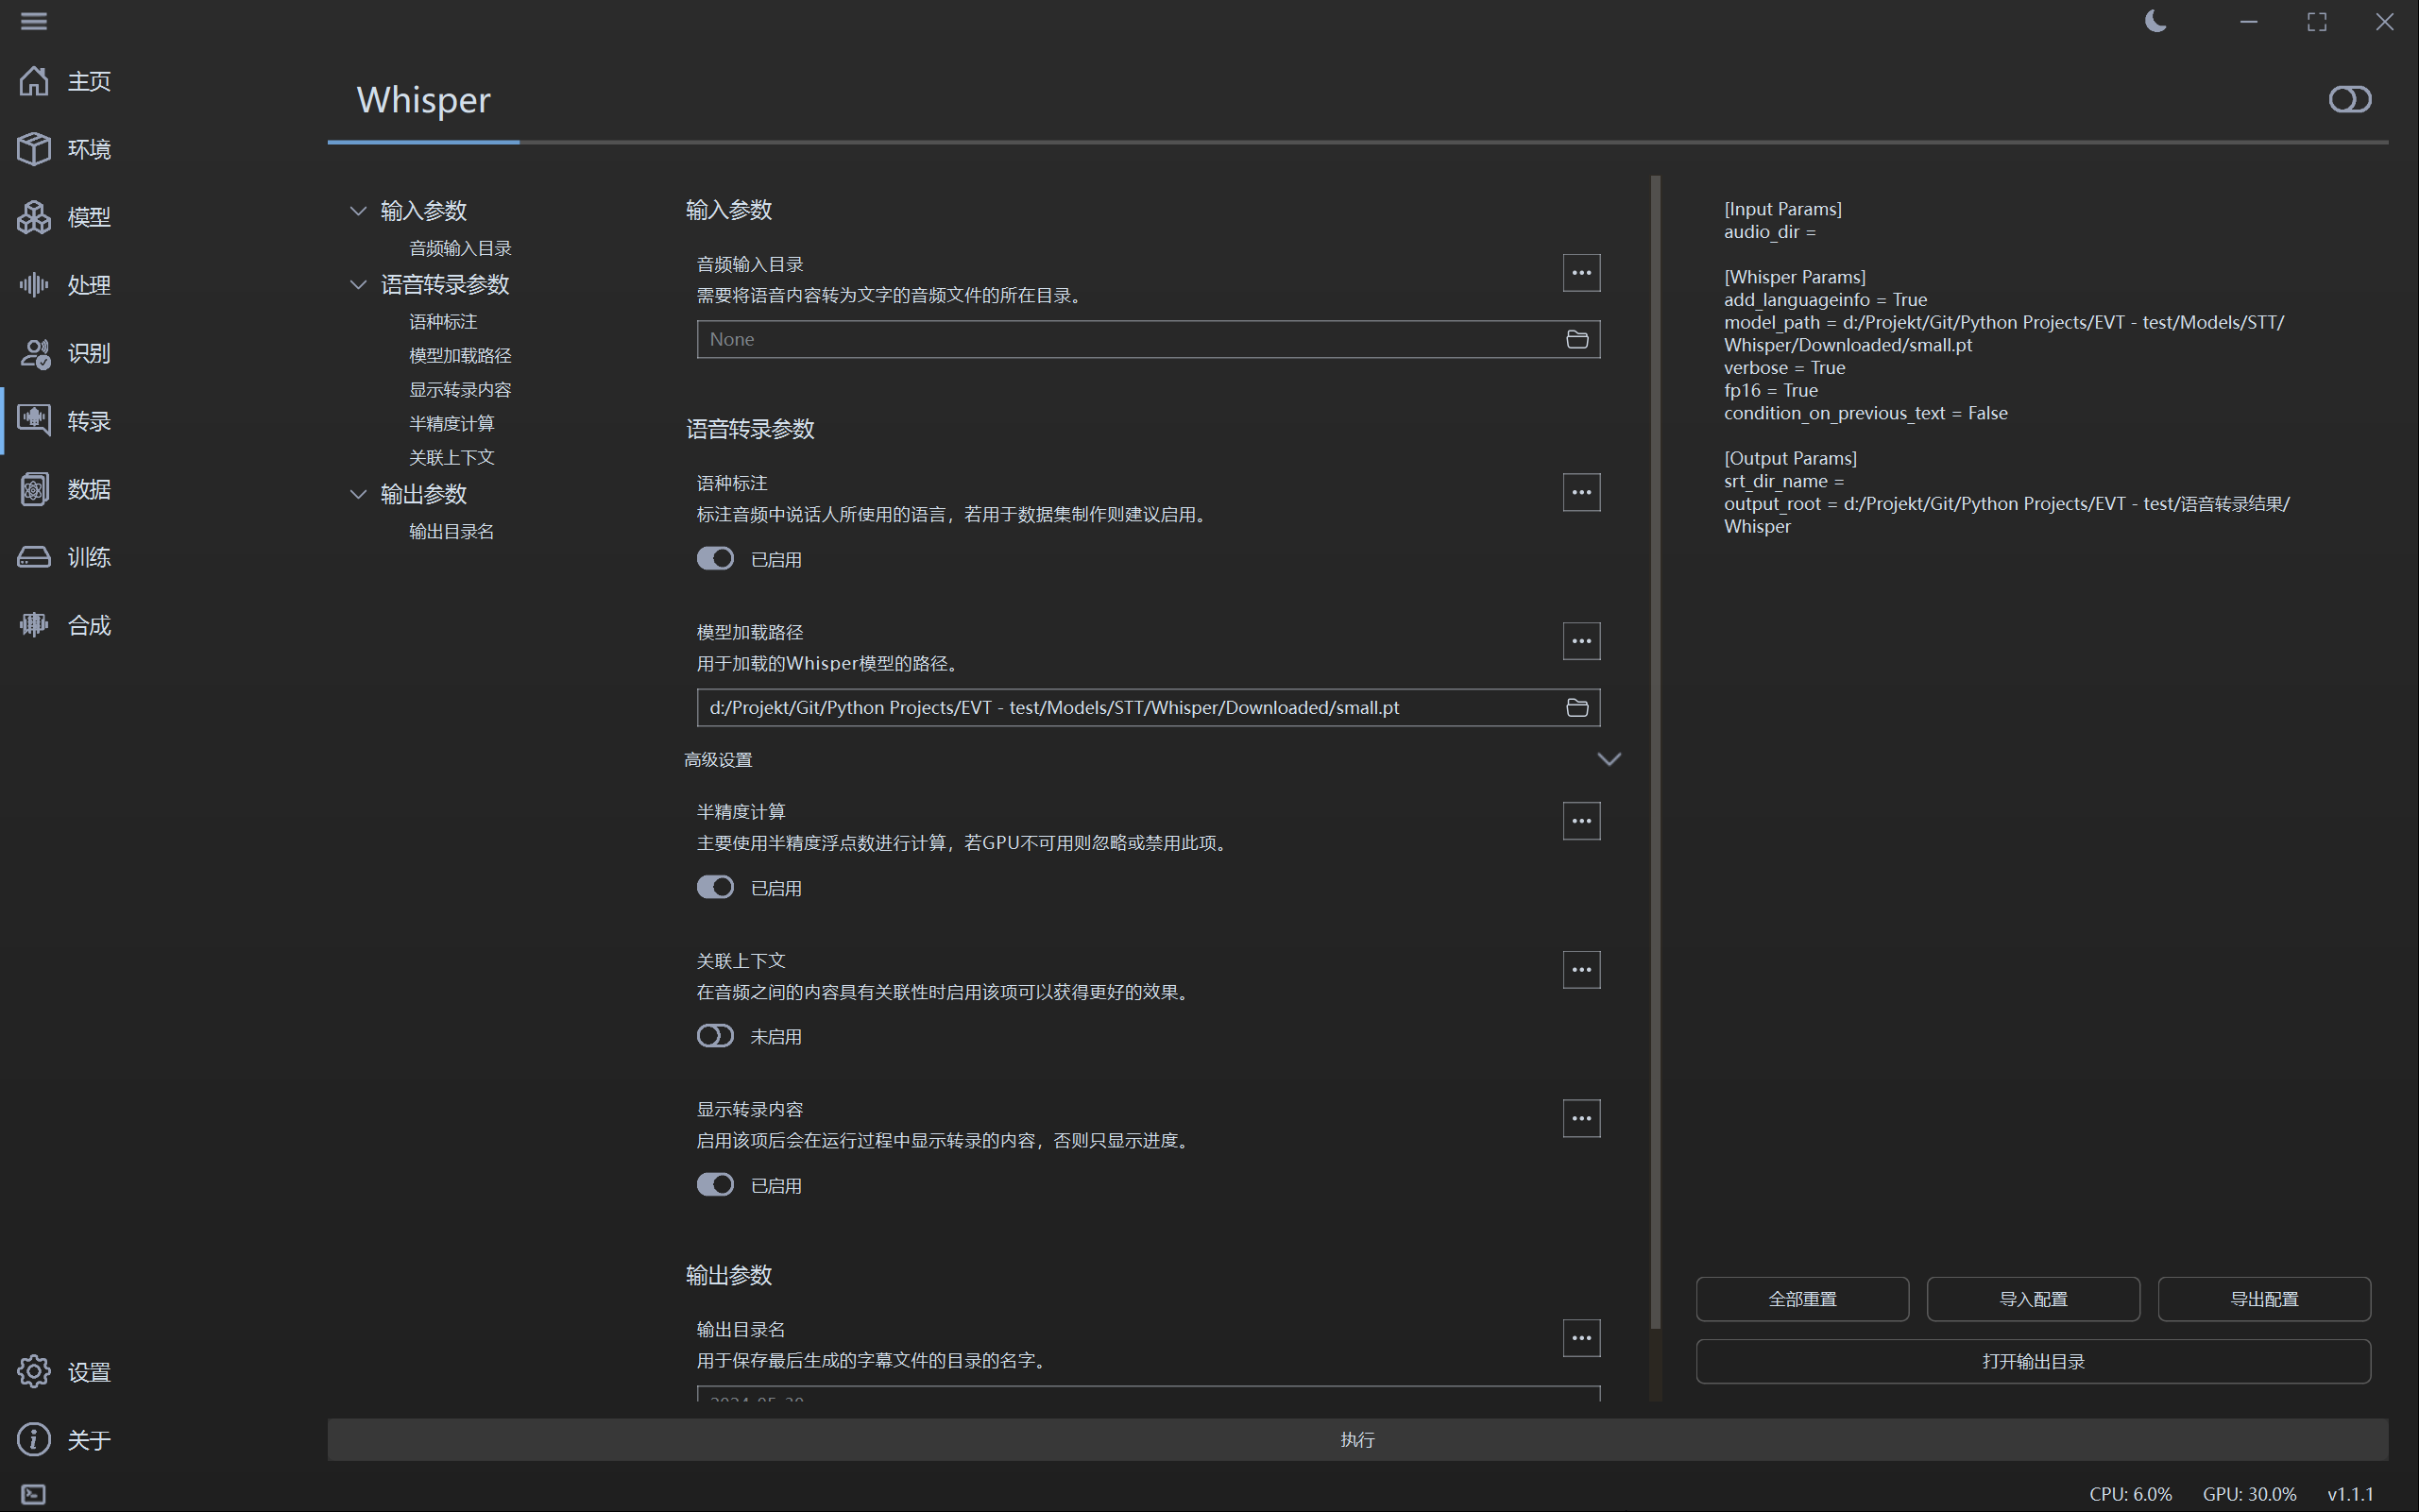 主页
环境
模型
处理
识别
转录
数据
训练
合成
设置
关于
Whisper
输入参数
音频输入目录
语音转录参数
语种标注
模型加载路径
显示转录内容
半精度计算
关联上下文
输出参数
输出目录名
输入参数
音频输入目录
需要将语音内容转为文字的音频文件的所在目录。
None
语音转录参数
语种标注
标注音频中说话人所使用的语言，若用于数据集制作则建议启用。
已启用
模型加载路径
用于加载的Whisper模型的路径。
d:/Projekt/Git/Python Projects/EVT - test/Models/STT/Whisper/Downloaded/small.pt
高级设置
半精度计算
主要使用半精度浮点数进行计算，若GPU不可用则忽略或禁用此项。
已启用
关联上下文
在音频之间的内容具有关联性时启用该项可以获得更好的效果。
未启用
显示转录内容
启用该项后会在运行过程中显示转录的内容，否则只显示进度。
已启用
输出参数
输出目录名
用于保存最后生成的字幕文件的目录的名字。
[Input Params]
audio_dir =
[Whisper Params]
add_languageinfo = True
model_path = d:/Projekt/Git/Python Projects/EVT - test/Models/STT/
Whisper/Downloaded/small.pt
verbose = True
fp16 = True
condition_on_previous_text = False
[Output Params]
srt_dir_name =
output_root = d:/Projekt/Git/Python Projects/EVT - test/语音转录结果/
Whisper
全部重置
导入配置
导出配置
打开输出目录
执行
CPU: 6.0%
GPU: 30.0%
v1.1.1